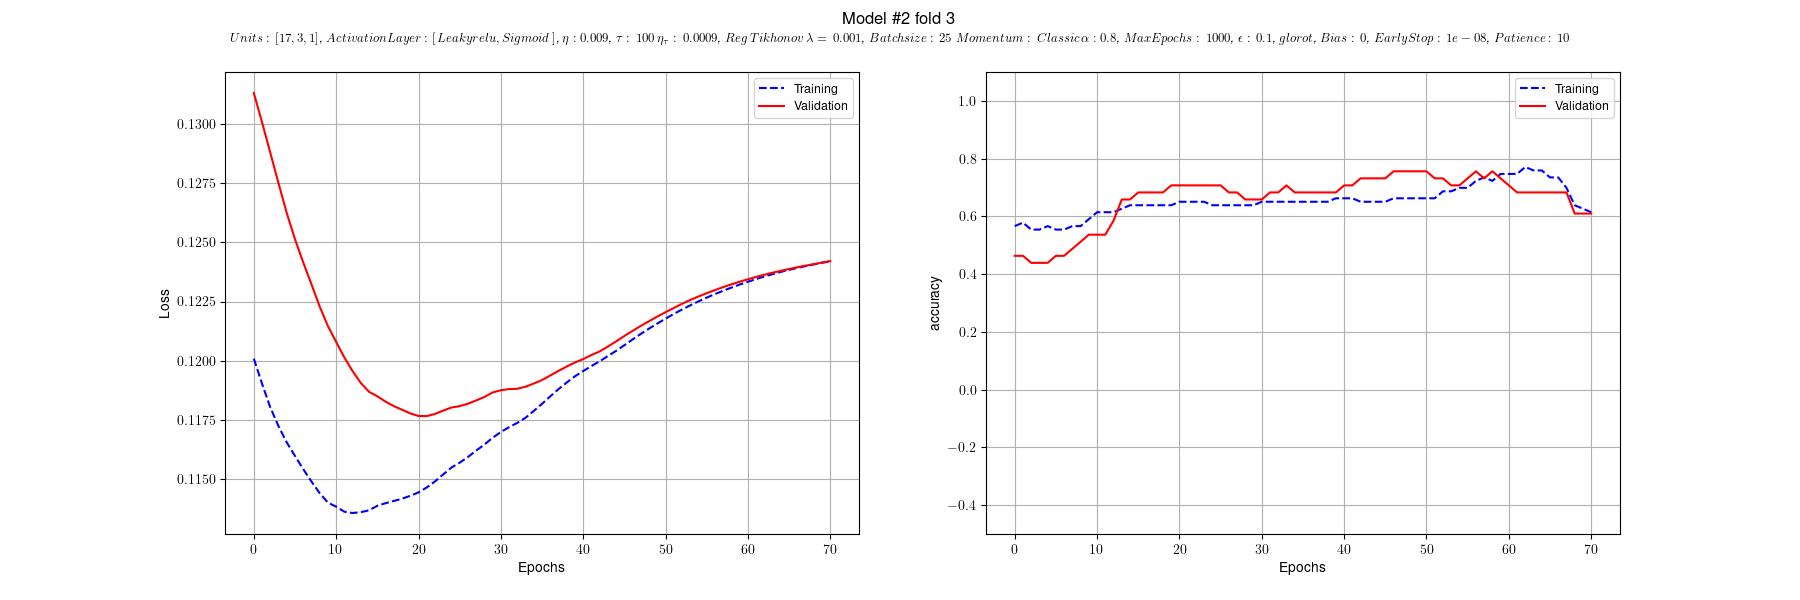 Model #2 fold 3
Units : [17, 3, 1], ActivationLayer : [Leakyrelu, Sigmoid ], η : 0.009, τ : 100 ητ : 0.0009, Reg Tikhonov λ = 0.001, Batchsize : 25 Momentum : Classicα : 0.8, MaxEpochs : 1000, ϵ : 0.1, glorot, Bias : 0, EarlyStop : 1e − 08, Patience : 10
Training
Validation
0.1300
0.1275
0.1250
0.1225
0.1200
0.1175
0.1150
Loss
0 10 20 30 40 50 60 70
Epochs
Training
Validation
1.0
0.8
0.6
0.4
0.2
0.0
−0.2
−0.4
accuracy
0 10 20 30 40 50 60 70
Epochs